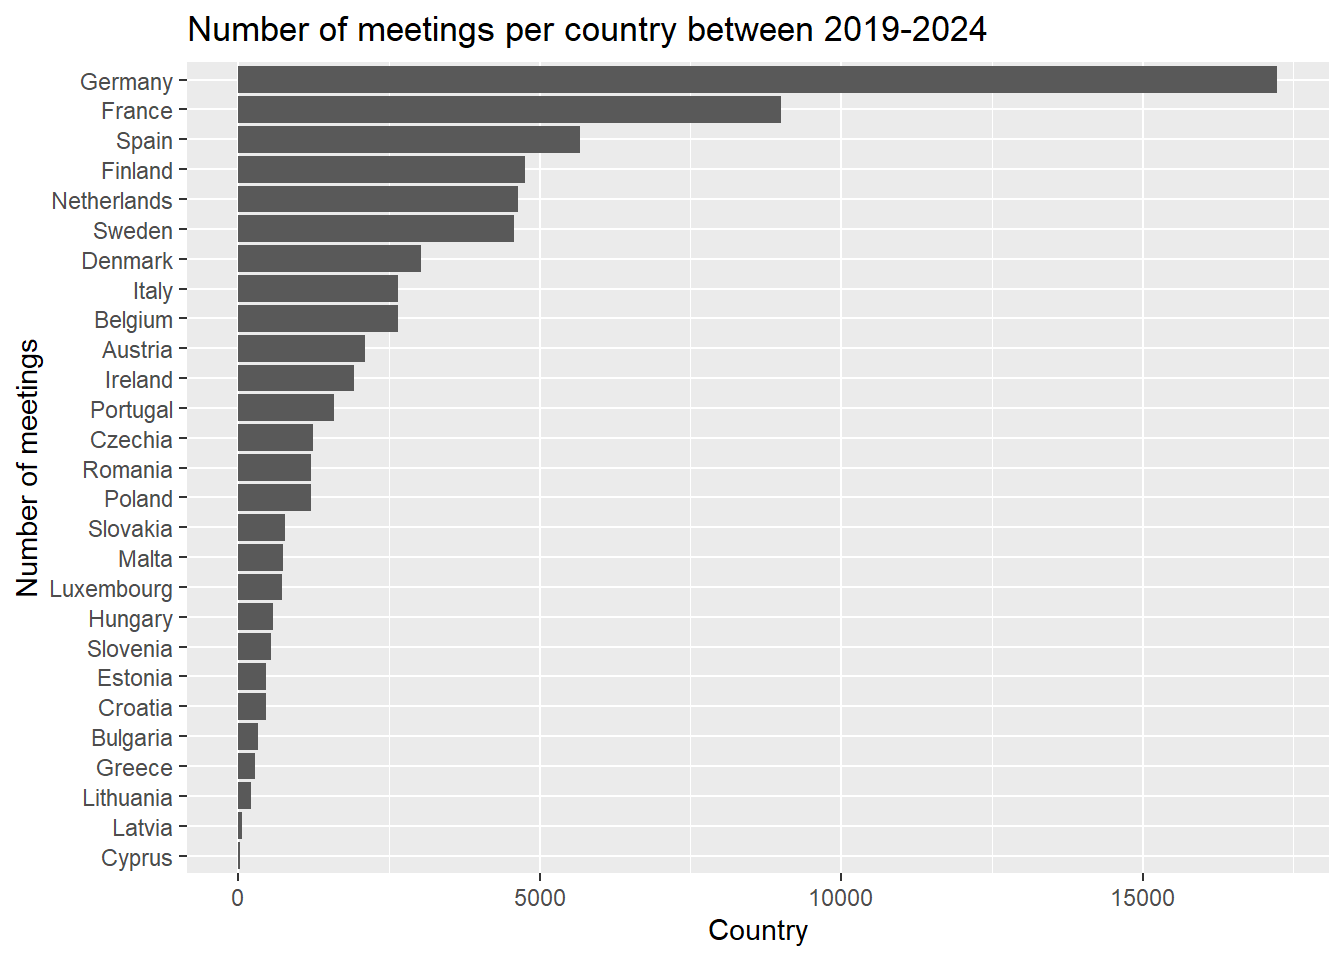 Number of meetings per country between 2019-2024
Number of meetings
Germany
France
Spain
Finland
Netherlands
Sweden
Denmark
Italy
Belgium
Austria
Ireland
Portugal
Czechia
Romania
Poland
Slovakia
Malta
Luxembourg
Hungary
Slovenia
Estonia
Croatia
Bulgaria
Greece
Lithuania
Latvia
Cyprus
0 5000 10000 15000
Country